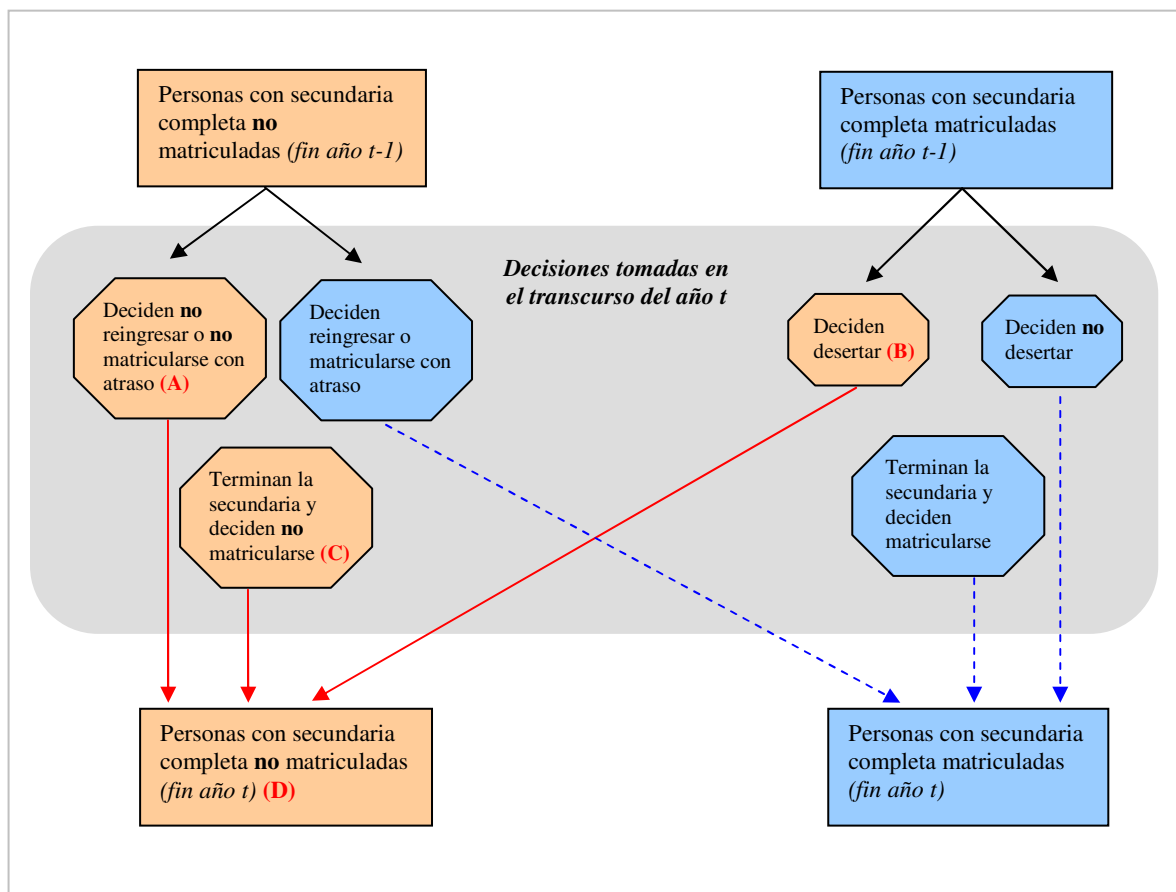 Personas con secundaria
completa no
matriculadas (fin año t-1)
Personas con secundaria
completa matriculadas
(fin año t-1)
Decisiones tomadas en
el transcurso del año t
Deciden no
reingresar o no
matricularse con
atraso (A)
Deciden
reingresar o
matricularse con
atraso
Deciden
desertar (B)
Deciden no
desertar
Terminan la
secundaria y
deciden no
matricularse (C)
Terminan la
secundaria y
deciden
matricularse
Personas con secundaria
completa no matriculadas
(fin año t) (D)
Personas con secundaria
completa matriculadas
(fin año t)